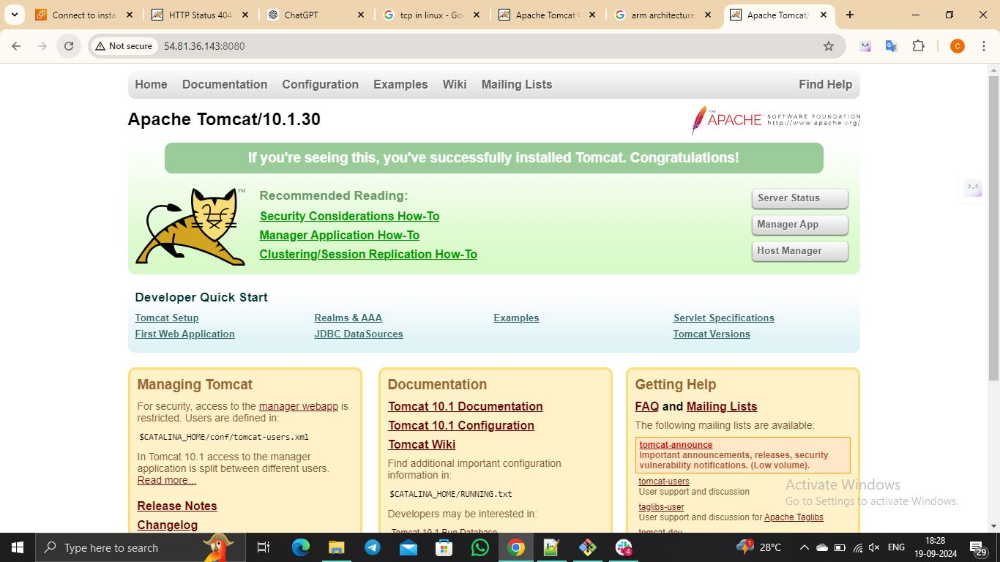 Connect to insta
HTTP Status 404
ChatGPT
tcp in linux - Go
Apache Tomcat
arm architecture
Apache Tomcat/
Not secure
54.81.36.143:8080
C
Home Documentation Configuration Examples Wiki Mailing Lists Find Help
Apache Tomcat/10.1.30
THE
APACHE SOFTWARE FOUNDATION
http://www.apache.org/
If you're seeing this, you've successfully installed Tomcat. Congratulations!
TM
Recommended Reading:
Security Considerations How-To
Manager Application How-To
Clustering/Session Replication How-To
Server Status
Manager App
Host Manager
Developer Quick Start
Tomcat Setup
First Web Application
Realms & AAA
JDBC DataSources
Examples
Servlet Specifications
Tomcat Versions
Managing Tomcat
For security, access to the manager webapp is
restricted. Users are defined in:
$CATALINA_HOME/conf/tomcat-users.xml
In Tomcat 10.1 access to the manager
application is split between different users.
Read more...
Release Notes
Changelog
Documentation
Tomcat 10.1 Documentation
Tomcat 10.1 Configuration
Tomcat Wiki
Find additional important configuration
information in:
$CATALINA_HOME/RUNNING.txt
Developers may be interested in:
Tomcat 10.1 Bug Database
Getting Help
FAQ and Mailing Lists
The following mailing lists are available:
tomcat-announce
Important announcements, releases, security
vulnerability notifications. (Low volume).
tomcat-users
User support and discussion
taglibs-user
User support and discussion for Apache Taglibs
tomcat-dev
Activate Windows
Go to Settings to activate Windows.
Type here to search
4
1
28°C
ENG
18:28
19-09-2024
29